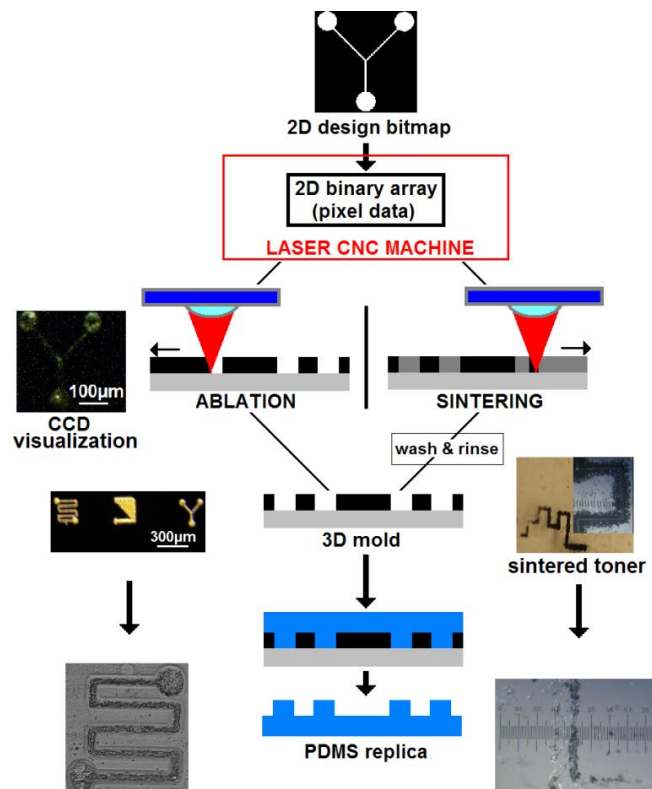 2D design bitmap
2D binary array
(pixel data)
LASER CNC MACHINE
100µm
ABLATION
SINTERING
CCD
visualization
wash & rinse
300µm
3D mold
sintered toner
PDMS replica